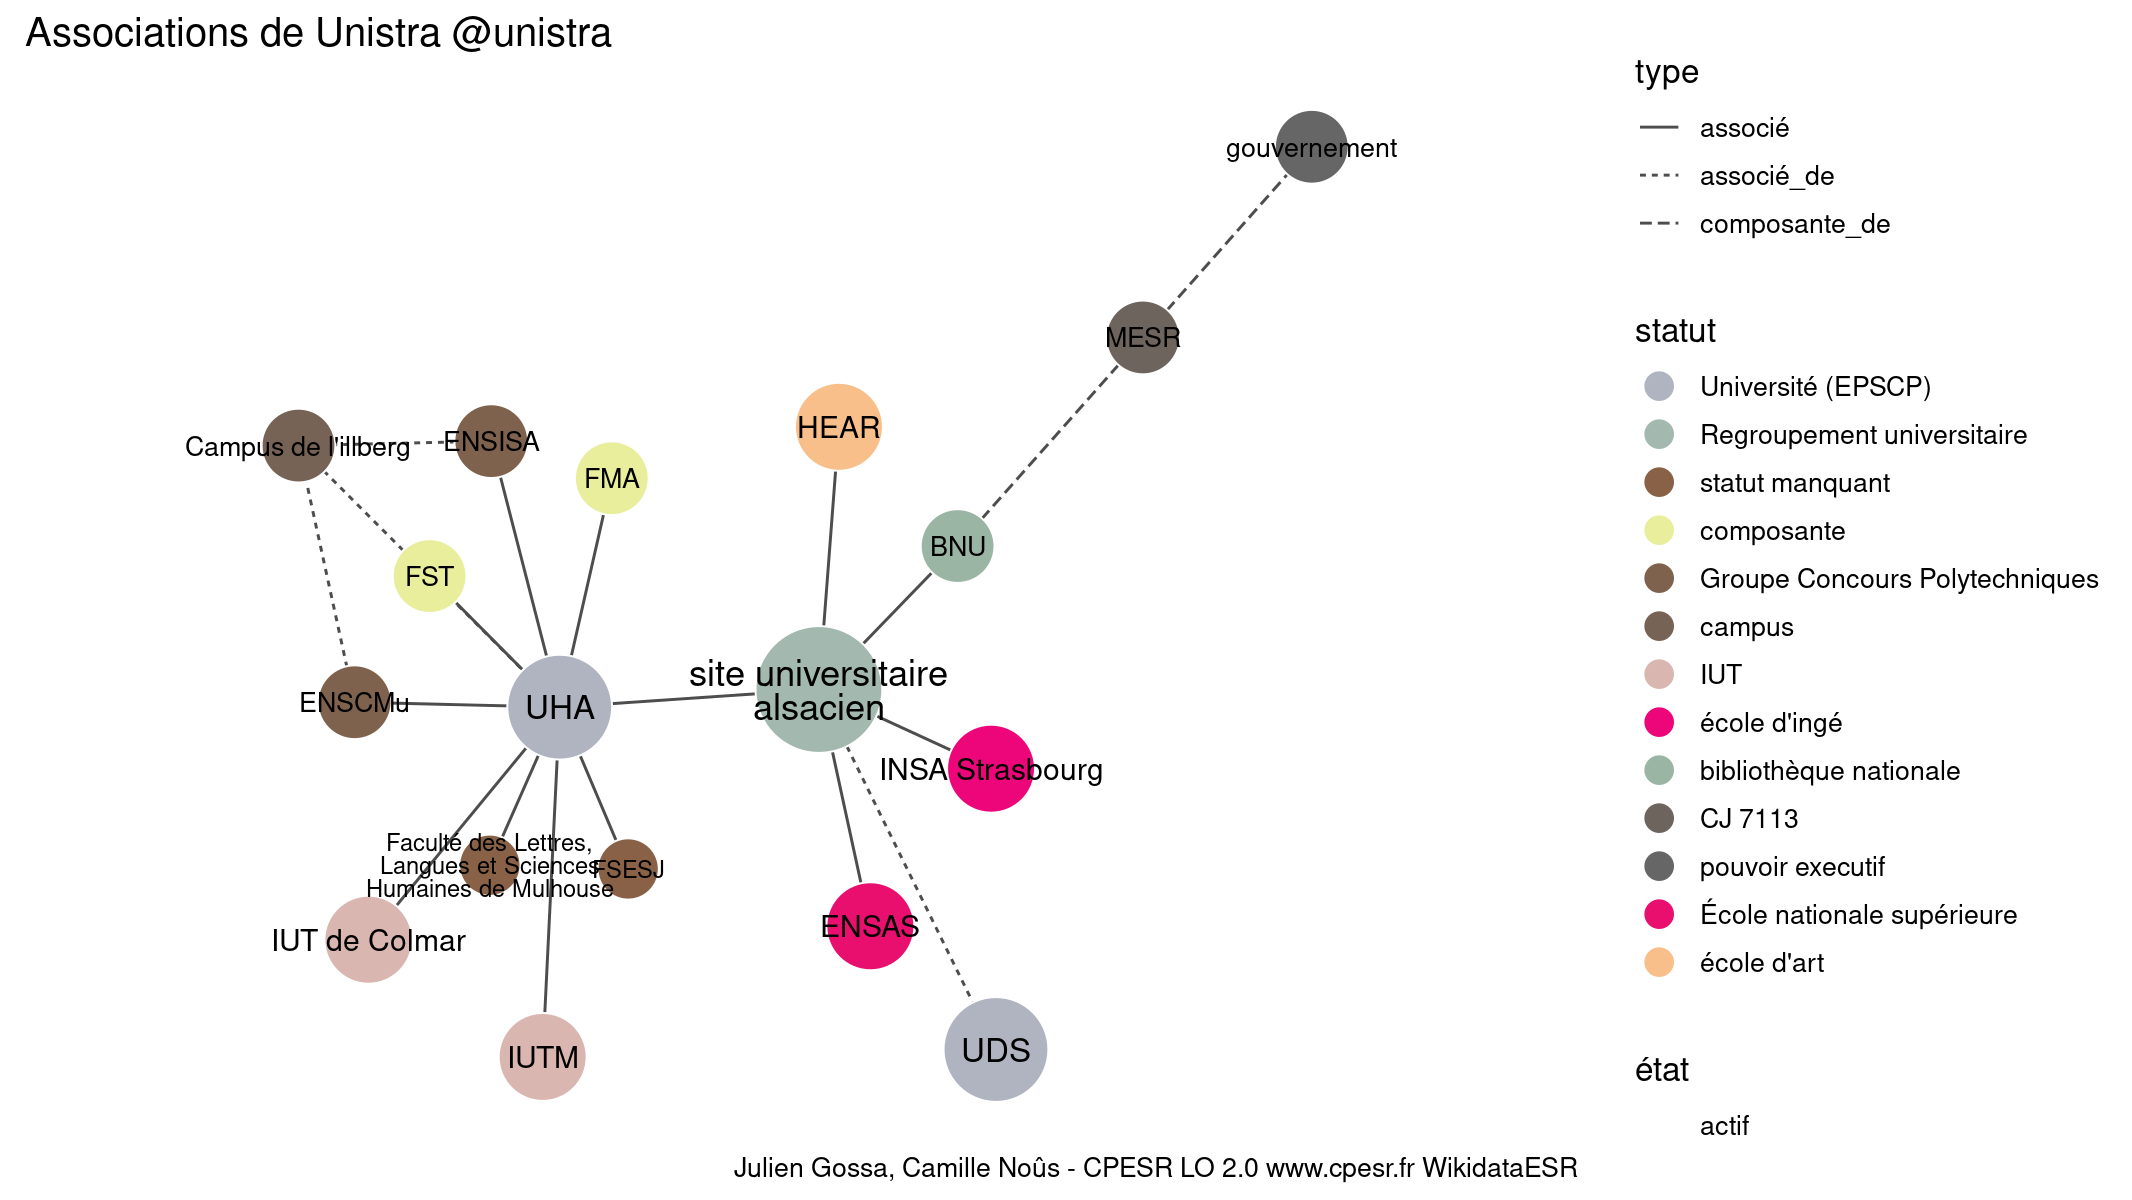 Associations de Unistra @unistra
gouvernement
MESR
HEAR
Campus de l'illberg
ENSISA
FMA
BNU
FST
site universitaire
alsacien
ENSCMu
UHA
INSA Strasbourg
Faculté des Lettres,
Langues et Sciences
Humaines de Mulhouse
FSESJ
IUT de Colmar
ENSAS
IUTM
UDS
type
associé
associé_de
composante_de
statut
Université (EPSCP)
Regroupement universitaire
statut manquant
composante
Groupe Concours Polytechniques
campus
IUT
école d'ingé
bibliothèque nationale
CJ 7113
pouvoir executif
École nationale supérieure
école d'art
état
actif
Julien Gossa, Camille Noûs - CPESR LO 2.0 www.cpesr.fr WikidataESR